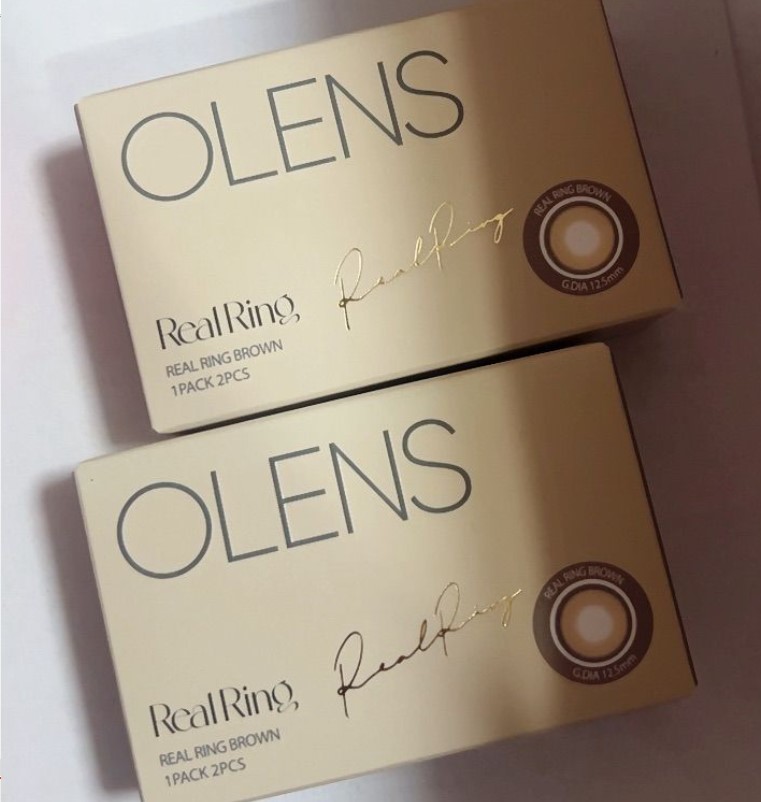 OLENS
RealRing
REAL RING BROWN
G.DIA 12.5mm
RealRing
REAL RING BROWN
1PACK 2PCS
OLENS
RealRing
REAL RING BROWN
G.DIA 12.5mm
RealRing
REAL RING BROWN
1PACK 2PCS